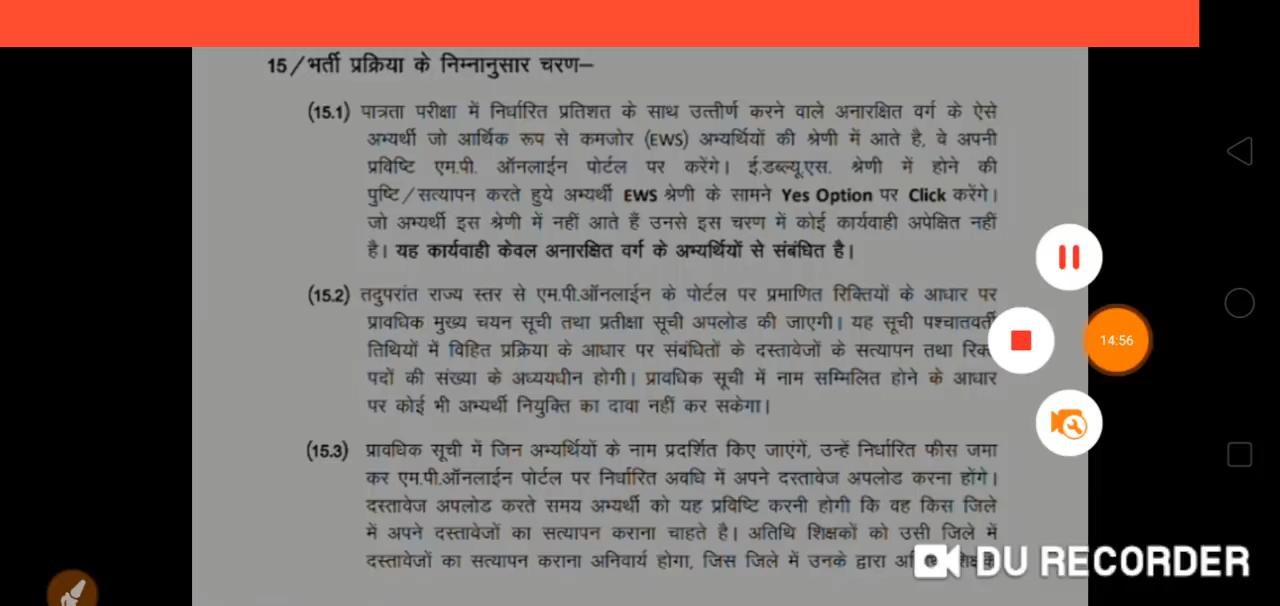 15/भर्ती प्रक्रिया के निम्नानुसार चरण–
(15.1) पात्रता परीक्षा में निर्धारित प्रतिशत के साथ उत्तीर्ण करने वाले अनारक्षित वर्ग के ऐसे
अभ्यर्थी जो आर्थिक रूप से कमजोर (EWS) अभ्यर्थियों की श्रेणी में आते है, वे अपनी
प्रविष्टि एम.पी. ऑनलाईन पोर्टल पर करेंगे। ई.डब्ल्यू.एस. श्रेणी में होने की
पुष्टि/सत्यापन करते हुये अभ्यर्थी EWS श्रेणी के सामने Yes Option पर Click करेंगे।
जो अभ्यर्थी इस श्रेणी में नहीं आते हैं उनसे इस चरण में कोई कार्यवाही अपेक्षित नहीं
है। यह कार्यवाही केवल अनारक्षित वर्ग के अभ्यर्थियों से संबंधित है।
(15.2) तदुपरांत राज्य स्तर से एम.पी.ऑनलाईन के पोर्टल पर प्रमाणित रिक्तियों के आधार पर
प्रावधिक मुख्य चयन सूची तथा प्रतीक्षा सूची अपलोड की जाएगी। यह सूची पश्चातवर्ती
तिथियों में विहित प्रक्रिया के आधार पर संबंधितों के दस्तावेजों के सत्यापन तथा
पदों की संख्या के अध्ययधीन होगी। प्रावधिक सूची में नाम सम्मिलित होने के आधार
पर कोई भी अभ्यर्थी नियुक्ति का दावा नहीं कर सकेगा।
14:56
(15.3) प्रावधिक सूची में जिन अभ्यर्थियों के नाम प्रदर्शित किए जाएंगें, उन्हें निर्धारित फीस जमा
कर एम.पी.ऑनलाईन पोर्टल पर निर्धारित अवधि में अपने दस्तावेज अपलोड करना होंगे।
दस्तावेज अपलोड करते समय अभ्यर्थी को यह प्रविष्टि करनी होगी कि वह किस जिले
में अपने दस्तावेजों का सत्यापन कराना चाहते है। अतिथि शिक्षकों को उसी जिले में
दस्तावेजों का सत्यापन कराना अनिवार्य होगा, जिस जिले में उनके द्वारा
DU RECORDER